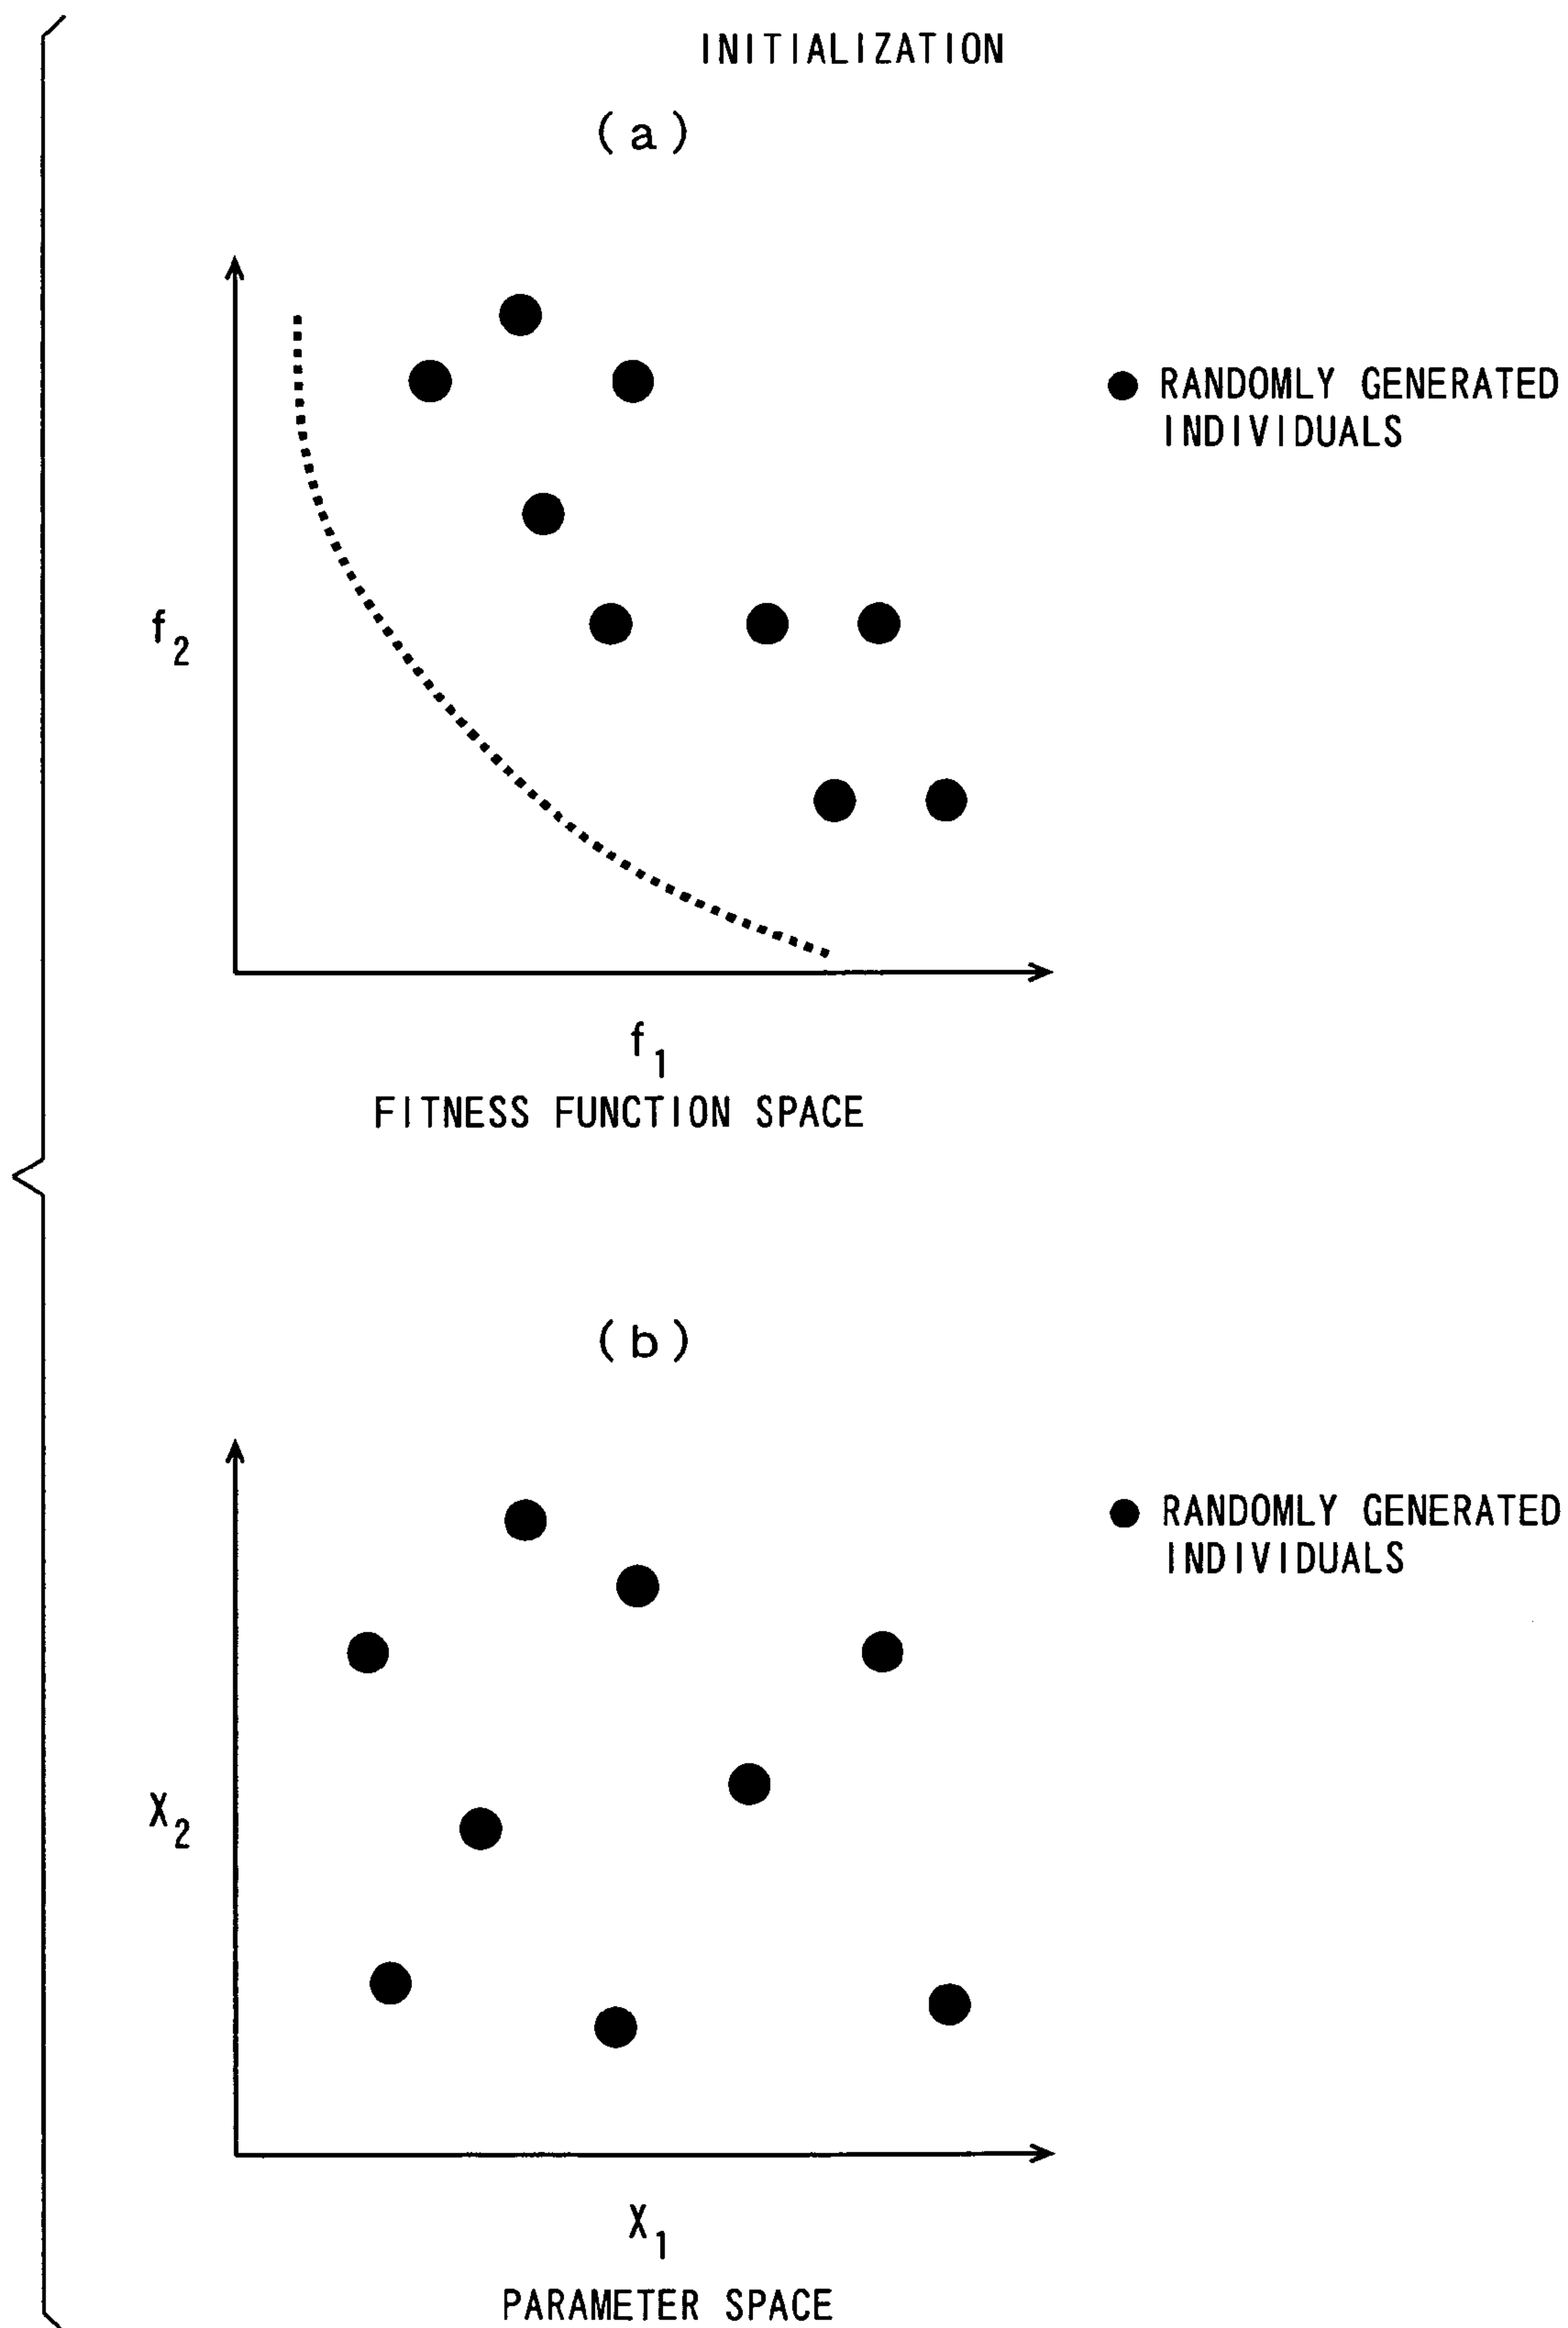 INITIALIZATION
(a)
RANDOMLY GENERATED
INDIVIDUALS
f2
f1
FITNESS FUNCTION SPACE
(b)
RANDOMLY GENERATED
INDIVIDUALS
X2
X1
PARAMETER SPACE